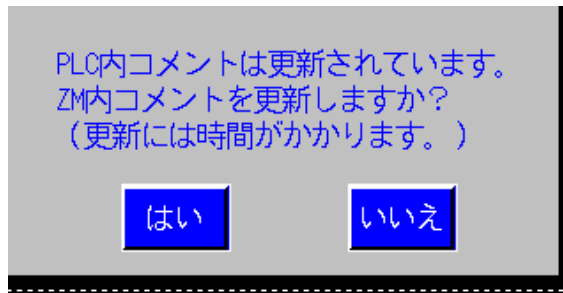 PLC内コメントは更新されています。
ZM内コメントを更新しますか？
（更新には時間がかかります。）
はい
いいえ